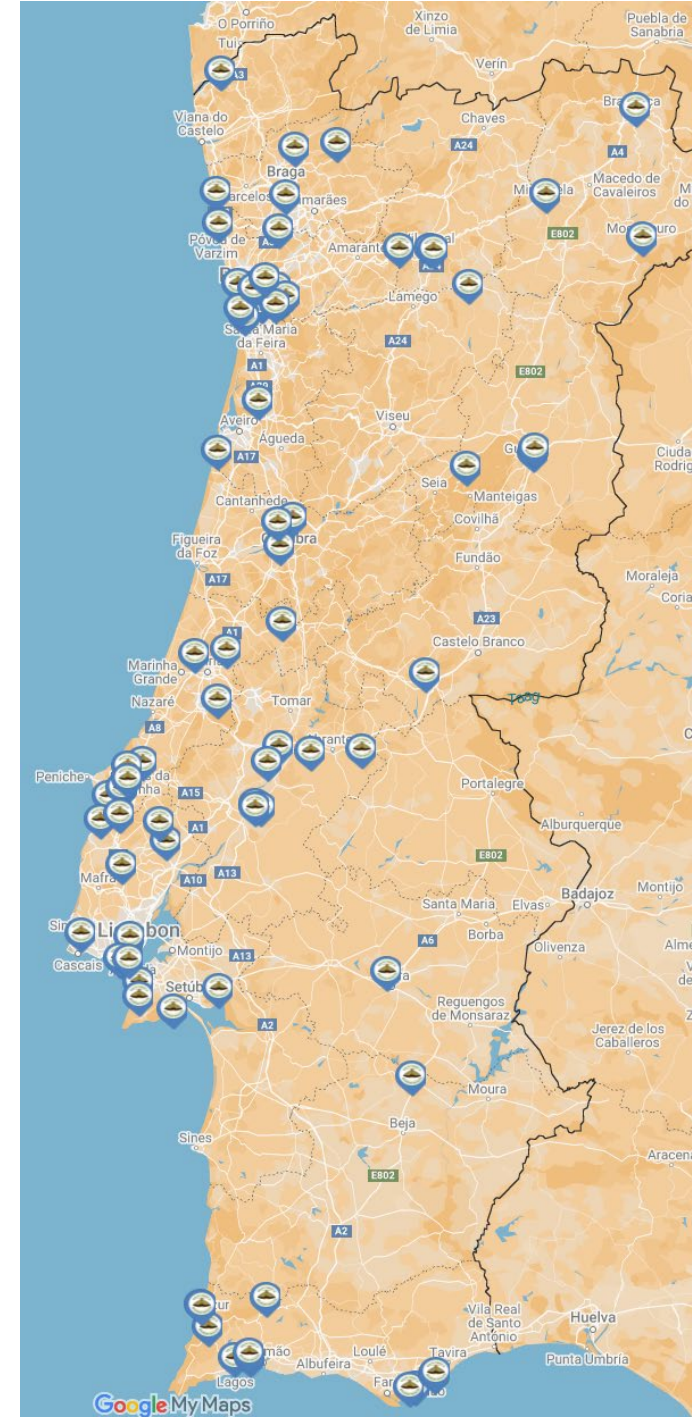 O Porriño
Xinzo
de Limia
Puebla de
Sanabria
Tui
Verín
A3
Viana do
Castelo
Chaves
A24
A4
Braga
Macedo de
Cavaleiros
Póvoa de
Varzim
Amarante
E802
Lamego
Santa Maria
da Feira
A24
A1
E802
Viseu
Aveiro
Águeda
A17
Seia
Manteigas
Cantanhede
Covilhã
Figueira
da Foz
Fundão
A17
Moraleja
Coria
A23
A1
Castelo Branco
Marinha
Grande
Nazaré
Tomar
A8
Peniche
A15
Portalegre
A1
Alburquerque
E802
A10
A13
Mafra
Santa Maria
Elvas
Badajoz
Montijo
Borba
A6
Olivenza
Montijo
A13
Cascais
Reguengos
de Monsaraz
A2
Jerez de los
Caballeros
Moura
Beja
Sines
E802
A2
Vila Real
de Santo
António
Huelva
Loulé
Tavira
Punta Umbría
Albufeira
Lagos
Google My Maps